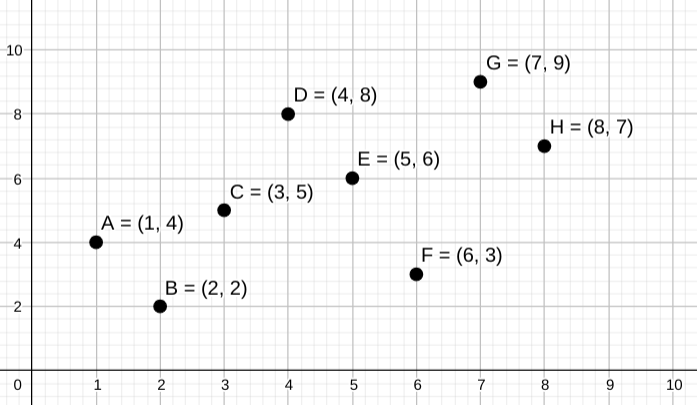 10
G = (7, 9)
D = (4, 8)
8
H = (8, 7)
E = (5, 6)
6
C = (3, 5)
A = (1, 4)
4
F = (6, 3)
B = (2, 2)
2
0 1 2 3 4 5 6 7 8 9 10